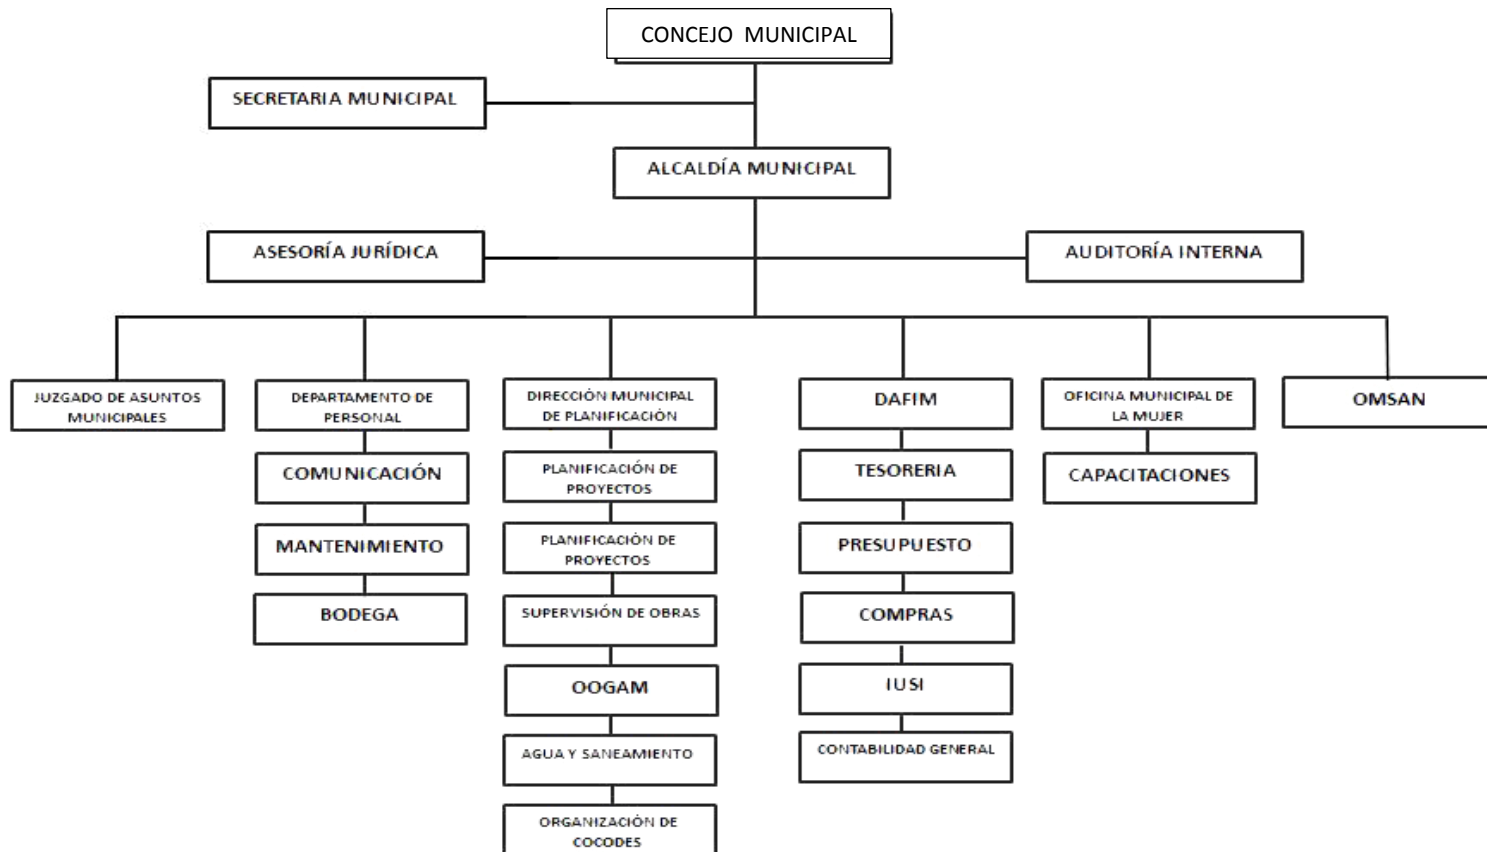 CONCEJO MUNICIPAL
SECRETARIA MUNICIPAL
ALCALDÍA MUNICIPAL
ASESORÍA JURÍDICA
AUDITORÍA INTERNA
JUZGADO DE ASUNTOS
MUNICIPALES
DEPARTAMENTO DE
PERSONAL
COMUNICACIÓN
MANTENIMIENTO
BODEGA
DIRECCIÓN MUNICIPAL
DE PLANIFICACIÓN
PLANIFICACIÓN DE
PROYECTOS
PLANIFICACIÓN DE
PROYECTOS
SUPERVISIÓN DE OBRAS
OOGAM
AGUA Y SANEAMIENTO
ORGANIZACIÓN DE
COCODES
DAFIM
TESORERIA
PRESUPUESTO
COMPRAS
IUSI
CONTABILIDAD GENERAL
OFICINA MUNICIPAL DE
LA MUJER
CAPACITACIONES
OMSAN